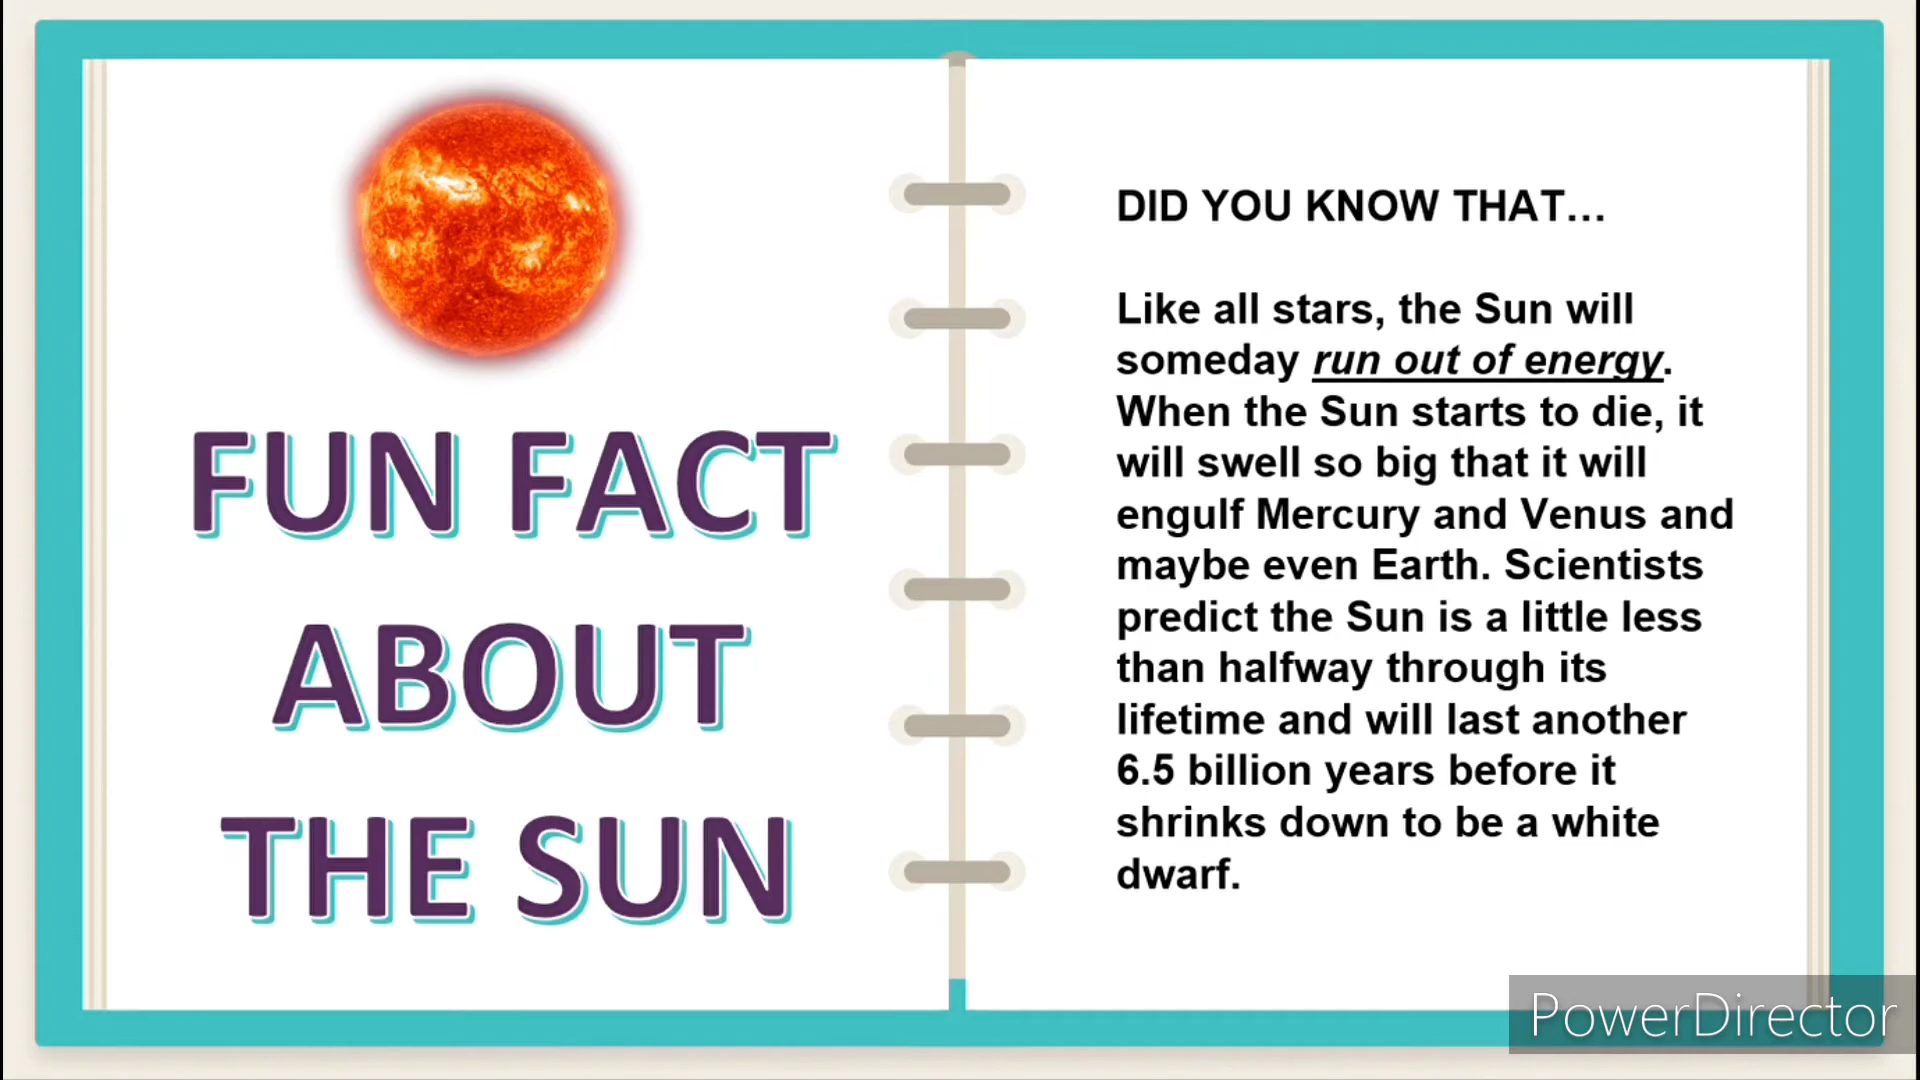 FUN FACT
ABOUT
THE SUN
DID YOU KNOW THAT...
Like all stars, the Sun will
someday run out of energy.
When the Sun starts to die, it
will swell so big that it will
engulf Mercury and Venus and
maybe even Earth. Scientists
predict the Sun is a little less
than halfway through its
lifetime and will last another
6.5 billion years before it
shrinks down to be a white
dwarf.
PowerDirector